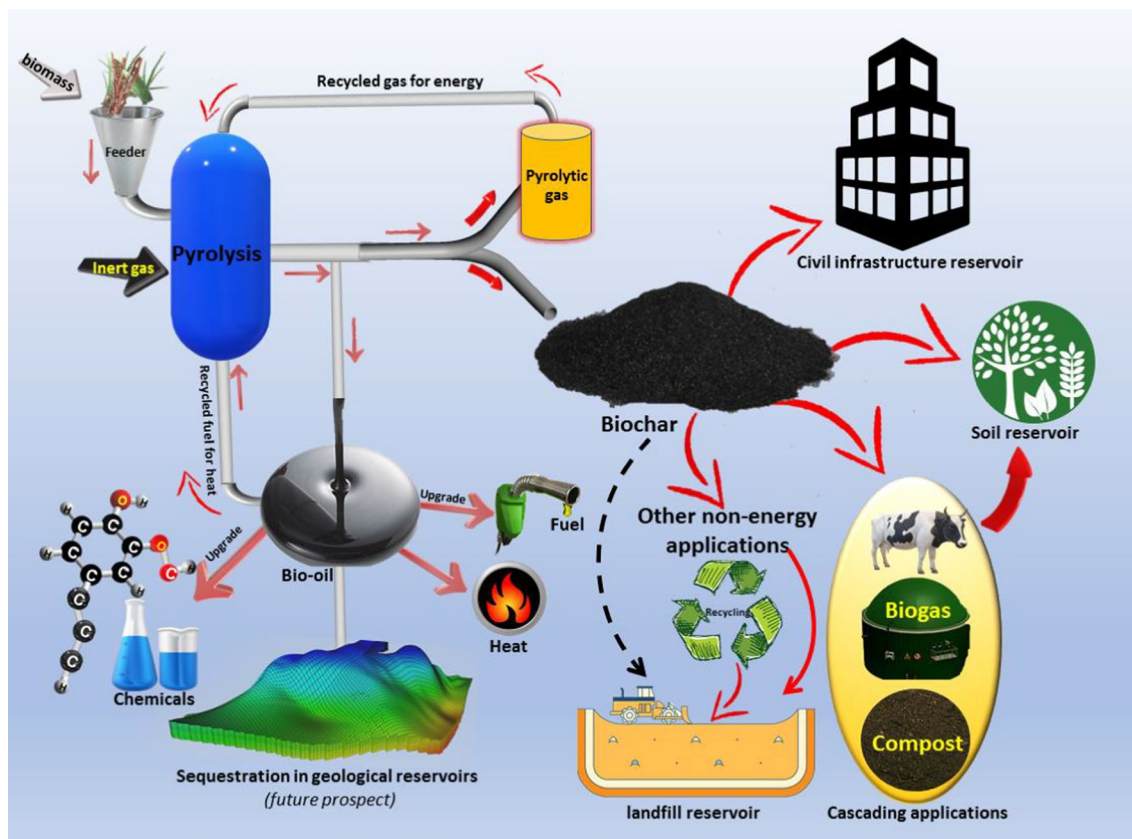 biomass
Recycled gas for energy
Feeder
Pyrolytic
gas
Pyrolysis
Inert gas
Civil infrastructure reservoir
Recycled fuel for heat
Biochar
Soil reservoir
Upgrade
Fuel
Other non-energy
applications
O
H
H
C
C
C
O
H
C
C
C
C
H
H
C
C
C
H
Upgrade
Bio-oil
Recycling
Biogas
Heat
Chemicals
Compost
Sequestration in geological reservoirs
(future prospect)
landfill reservoir
Cascading applications